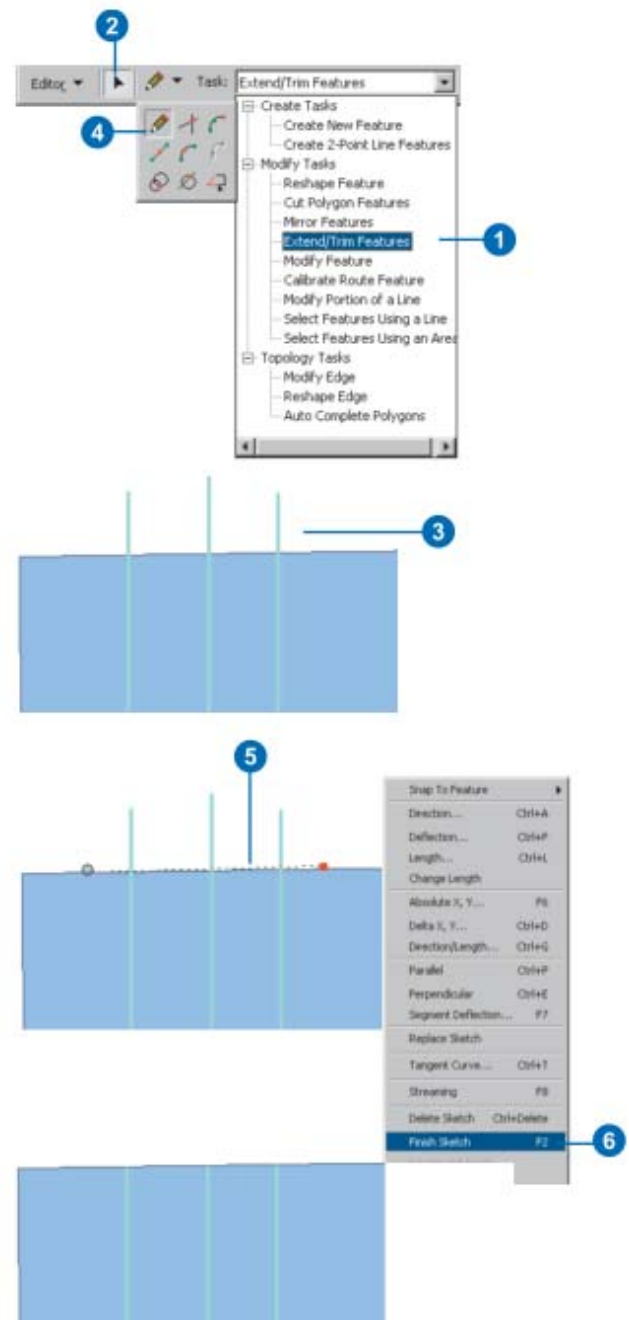 2
Editor Task: Extend/Trim Features
4
Create Tasks
Create New Feature
Create 2-Point Line Features
Modify Tasks
Reshape Feature
Cut Polygon Features
Mirror Features
Extend/Trim Features
1
Modify Feature
Calibrate Route Feature
Modify Portion of a Line
Select Features Using a Line
Select Features Using an Area
Topology Tasks
Modify Edge
Reshape Edge
Auto Complete Polygons
3
5
Snap To Feature
Direction... Ctrl+A
Deflection... Ctrl+F
Length... Ctrl+L
Change Length
Absolute X, Y... F6
Delta X, Y... Ctrl+D
Direction/Length... Ctrl+G
Parallel Ctrl+P
Perpendicular Ctrl+E
Segment Deflection... F7
Replace Sketch
Tangent Curve... Ctrl+T
Streaming F8
Delete Sketch Ctrl+Delete
Finish Sketch F2
6